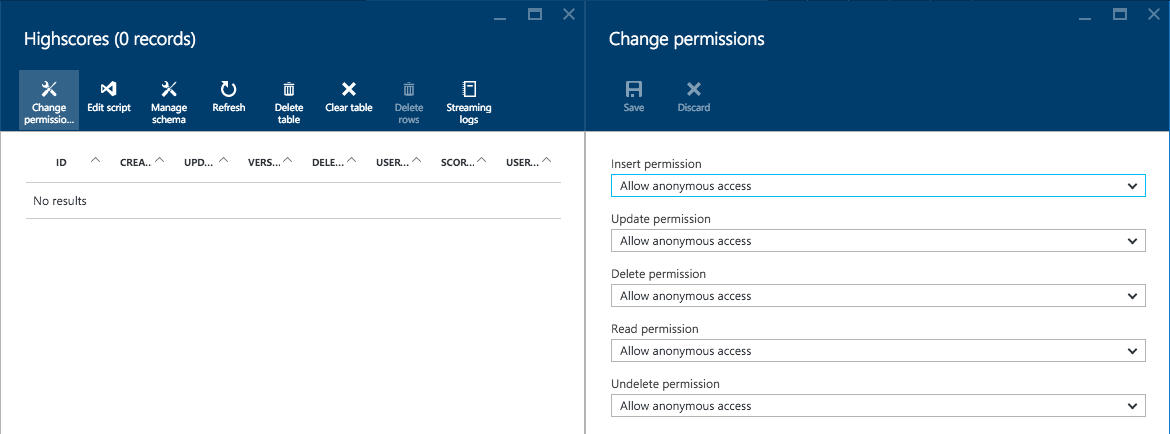 Highscores (0 records)
Change permissio...
Edit script
Manage schema
Refresh
Delete table
Clear table
Delete rows
Streaming logs
ID CREA... UPD... VERS... DELE... USER... SCOR... USER...
No results
Change permissions
Save
Discard
Insert permission
Allow anonymous access
Update permission
Allow anonymous access
Delete permission
Allow anonymous access
Read permission
Allow anonymous access
Undelete permission
Allow anonymous access